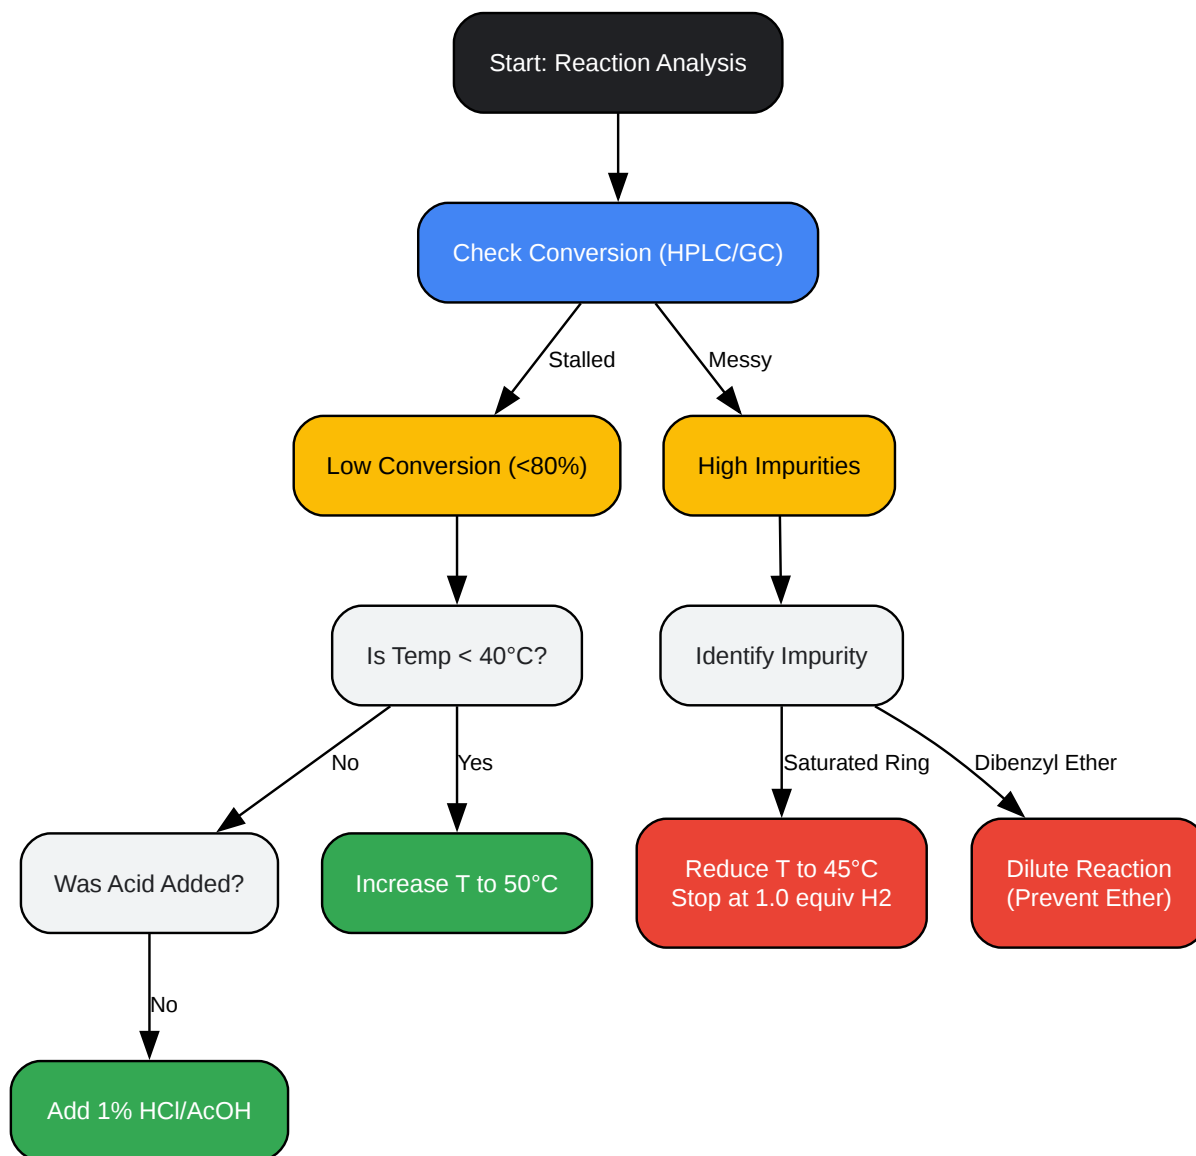 Start: Reaction Analysis
Check Conversion (HPLC/GC)
Stalled
Messy
Low Conversion (<80%)
High Impurities
Is Temp < 40°C?
Identify Impurity
No
Yes
Saturated Ring
Dibenzyl Ether
Was Acid Added?
Increase T to 50°C
Reduce T to 45°C
Stop at 1.0 equiv H2
Dilute Reaction
(Prevent Ether)
No
Add 1% HCl/AcOH